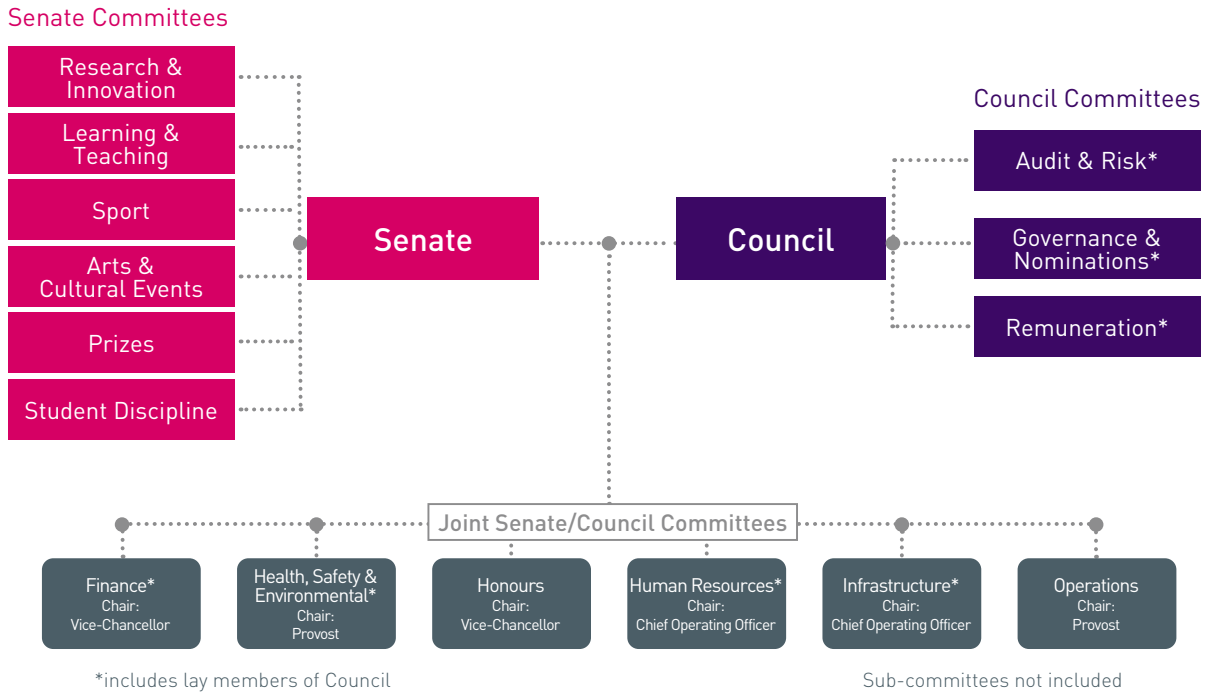 Senate Committees
Research &
Innovation
Learning &
Teaching
Sport
Arts &
Cultural Events
Prizes
Student Discipline
Senate
Council
Council Committees
Audit & Risk*
Governance &
Nominations*
Remuneration*
Joint Senate/Council Committees
Finance*
Chair:
Vice-Chancellor
Health, Safety &
Environmental*
Chair:
Provost
Honours
Chair:
Vice-Chancellor
Human Resources*
Chair:
Chief Operating Officer
Infrastructure*
Chair:
Chief Operating Officer
Operations
Chair:
Provost
*includes lay members of Council
Sub-committees not included